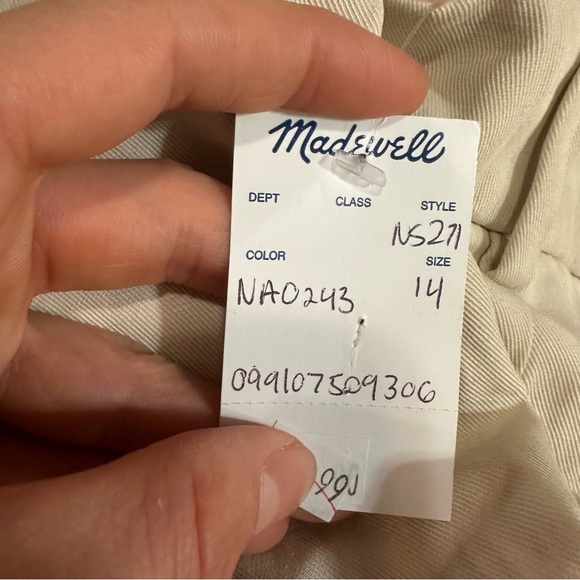 Madewell
DEPT CLASS STYLE
NS271
COLOR SIZE
NA0243 14
099107509306